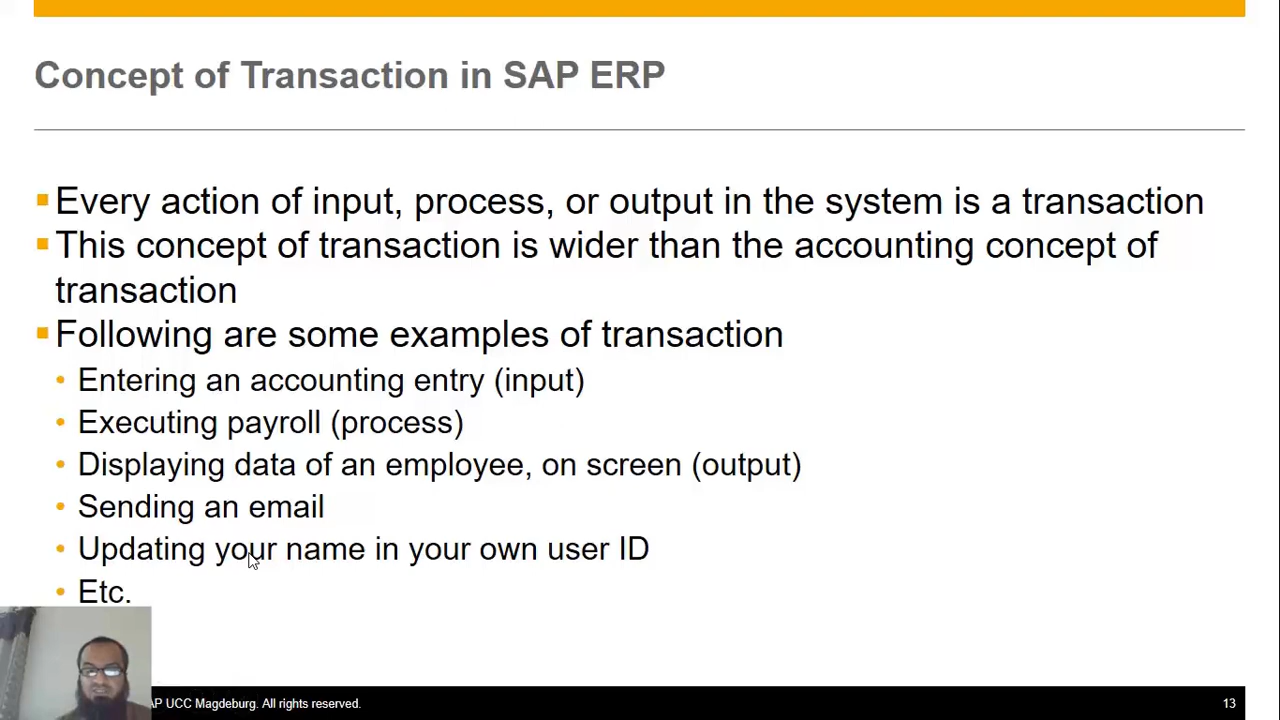 Concept of Transaction in SAP ERP
Every action of input, process, or output in the system is a transaction
This concept of transaction is wider than the accounting concept of
transaction
Following are some examples of transaction
Entering an accounting entry (input)
Executing payroll (process)
Displaying data of an employee, on screen (output)
Sending an email
Updating your name in your own user ID
Etc.
UCC Magdeburg. All rights reserved.
13